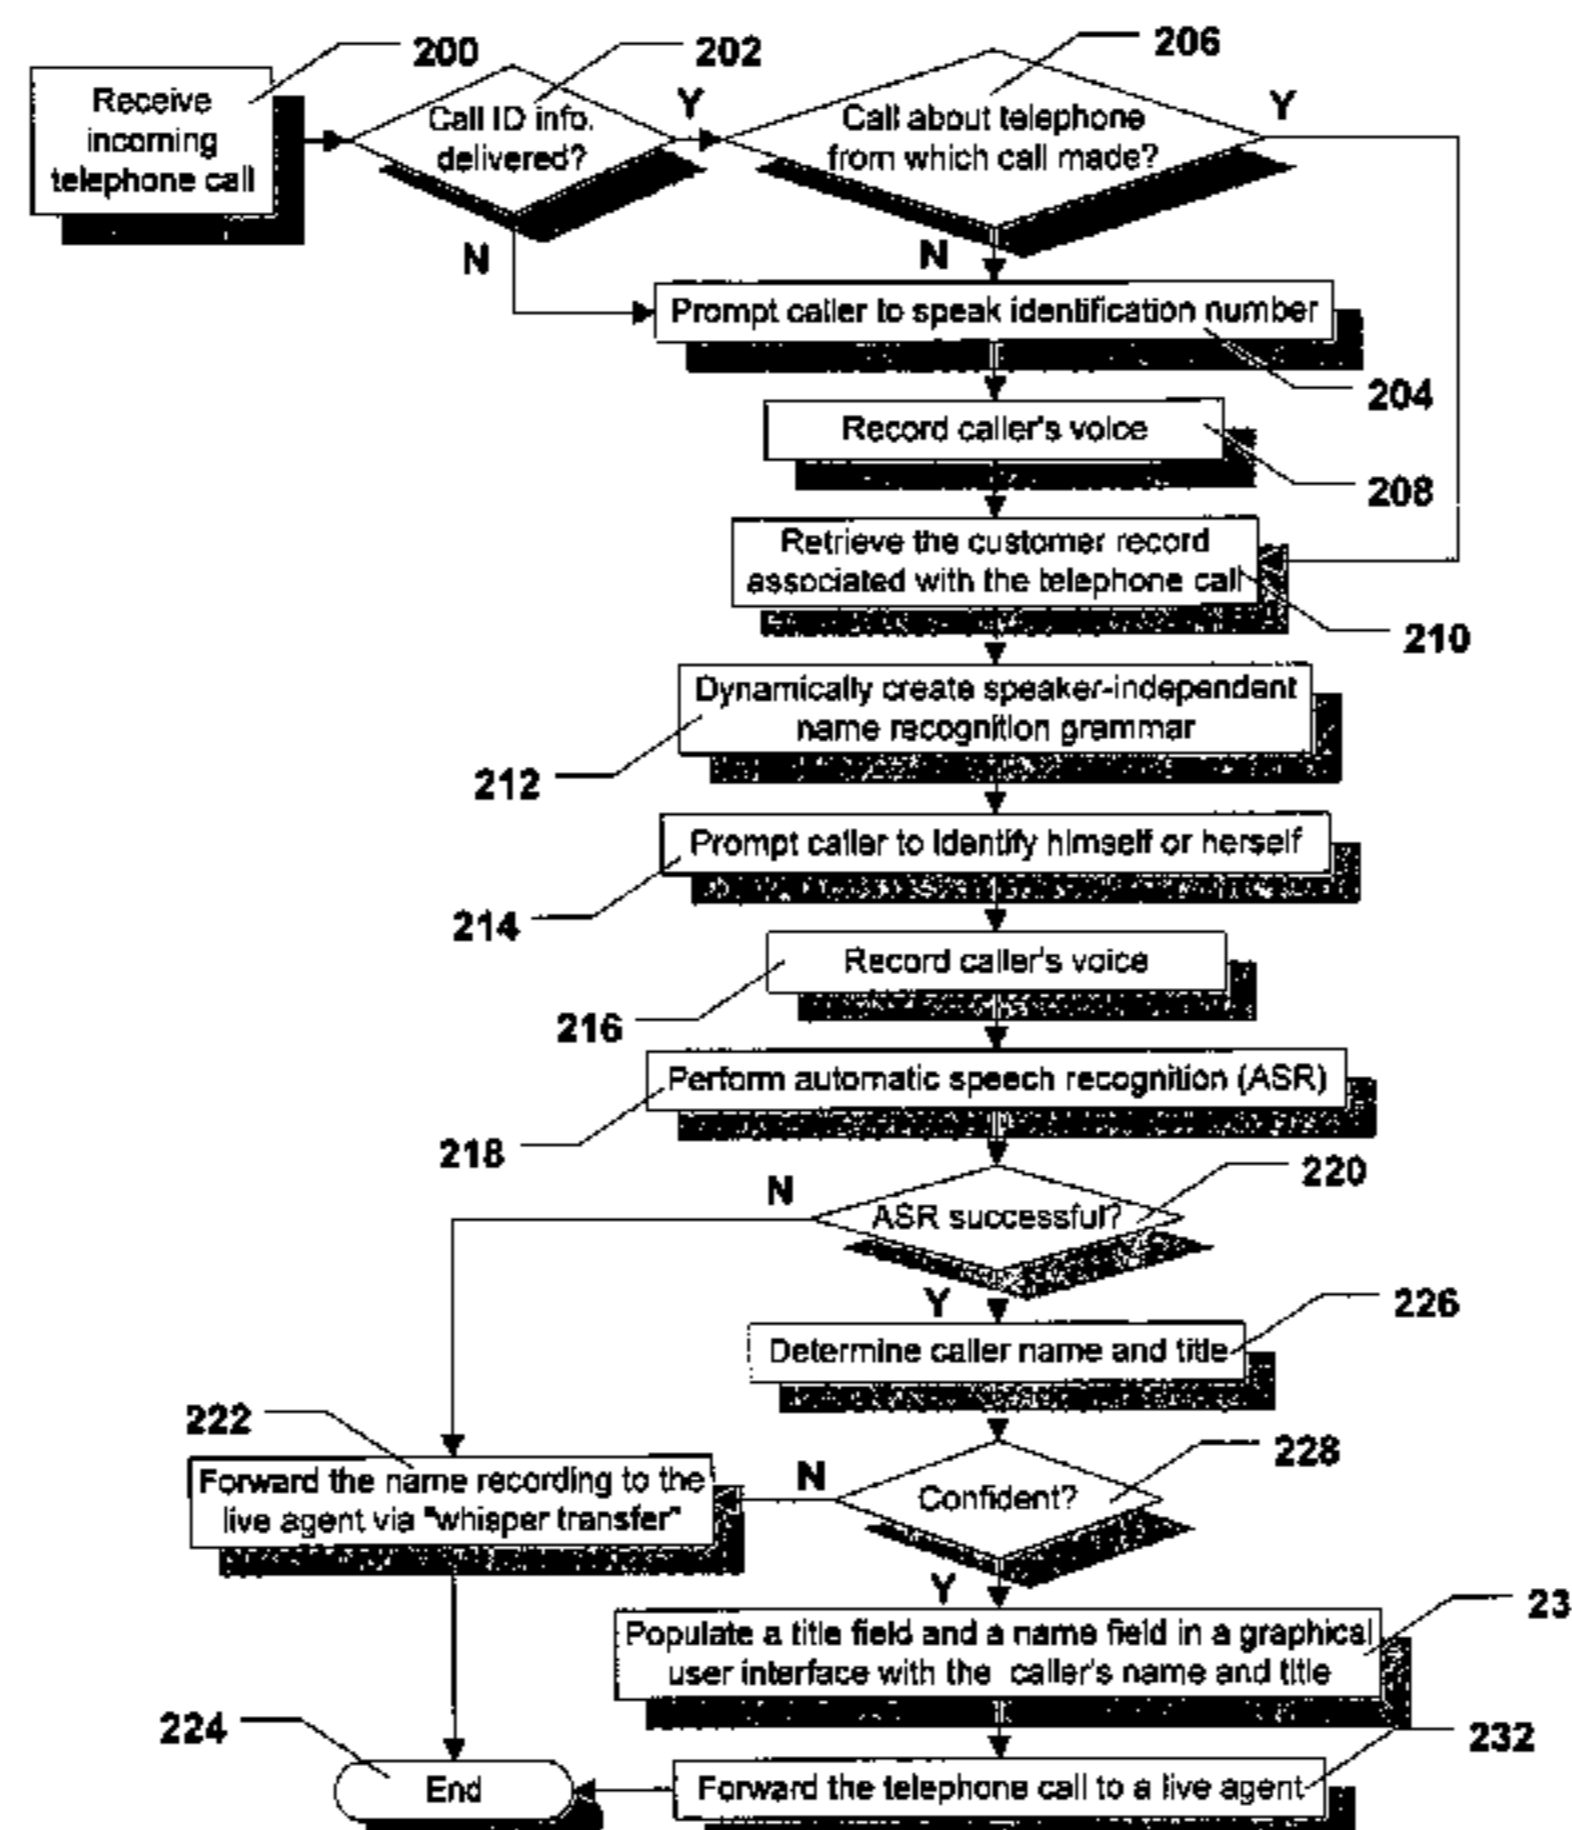 200
202
206
Receive
incoming
telephone call
Call ID info.
delivered?
Y
Call about telephone
from which call made?
Y
N
N
Prompt caller to speak identification number
204
Record caller's voice
208
Retrieve the customer record
associated with the telephone call
210
Dynamically create speaker-independent
name recognition grammar
212
Prompt caller to identify himself or herself
214
Record caller's voice
216
Perform automatic speech recognition (ASR)
218
220
N
ASR successful?
Y
226
Determine caller name and title
222
228
Forward the name recording to the
live agent via "whisper transfer"
N
Confident?
Y
23
Populate a title field and a name field in a graphical
user interface with the caller's name and title
224
232
End
Forward the telephone call to a live agent